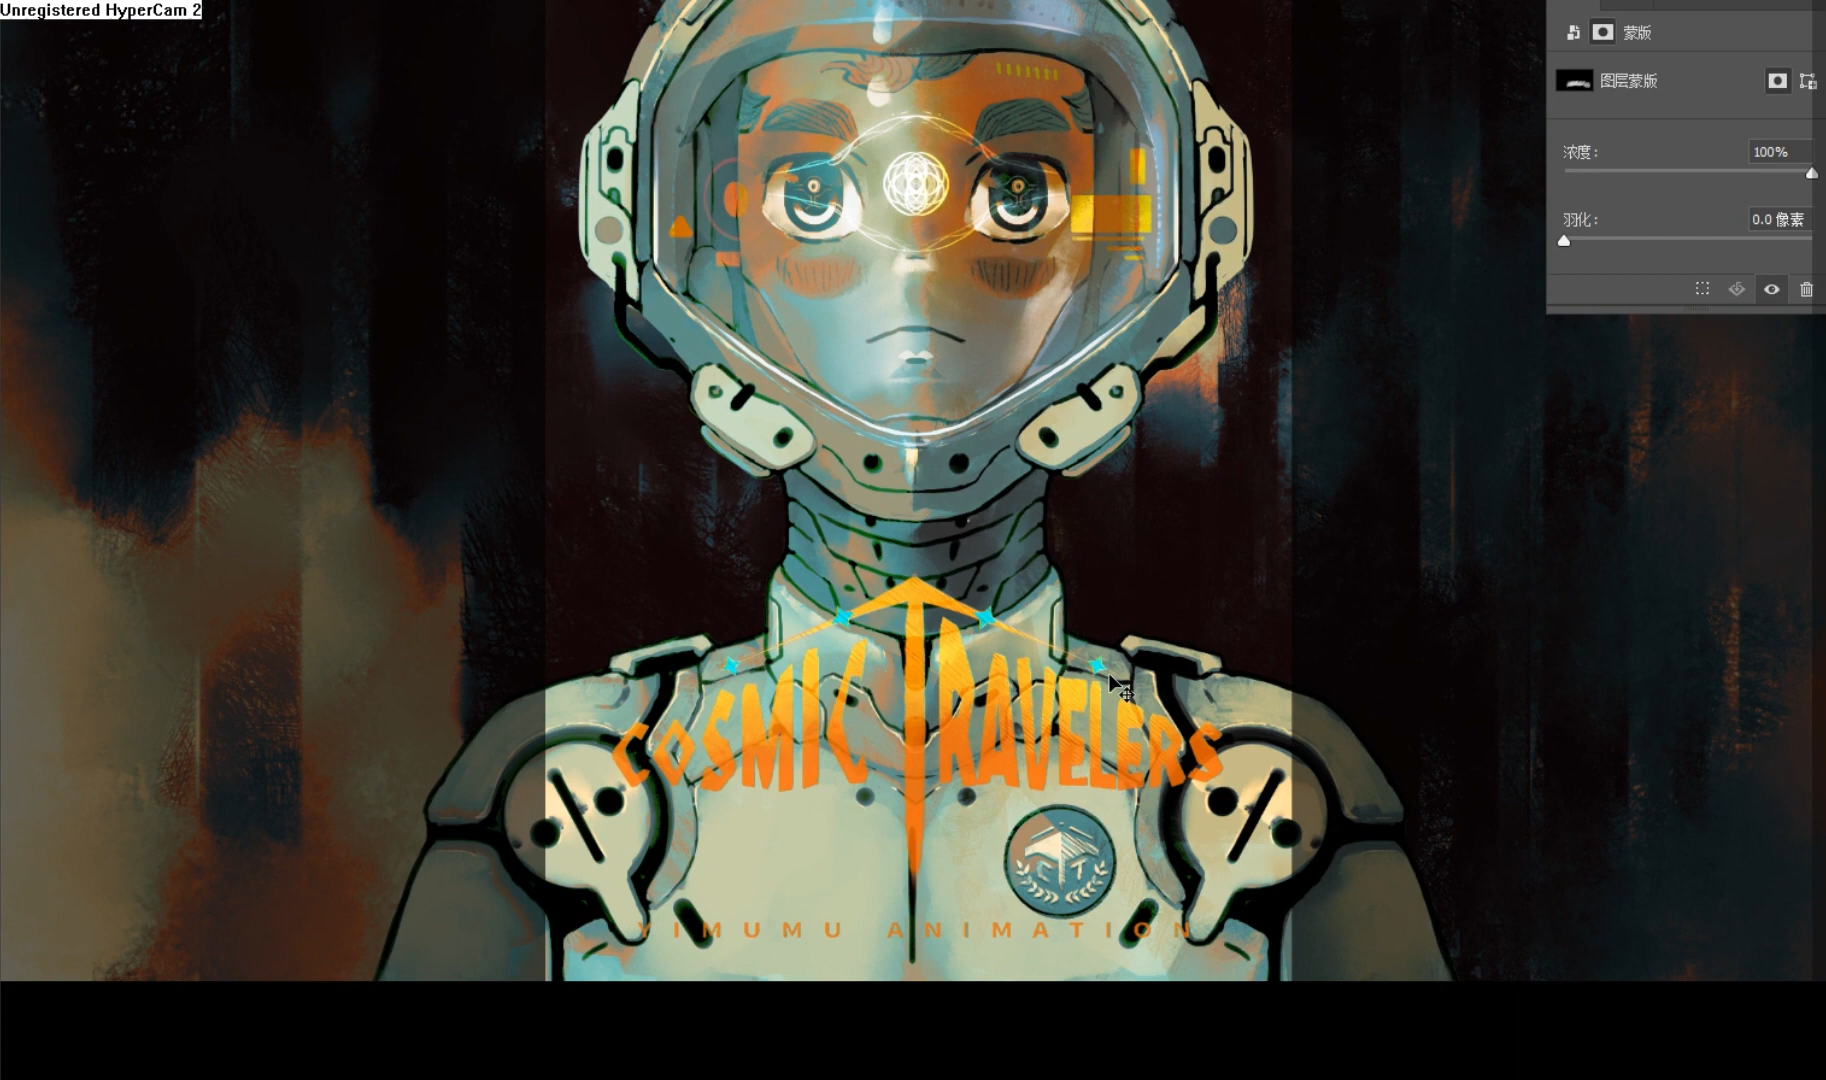 Unregistered HyperCam 2
蒙版
图层蒙版
浓度：
100%
羽化：
0.0 像素
COSMIC TRAVELERS
CT
YIMUMU ANIMATION